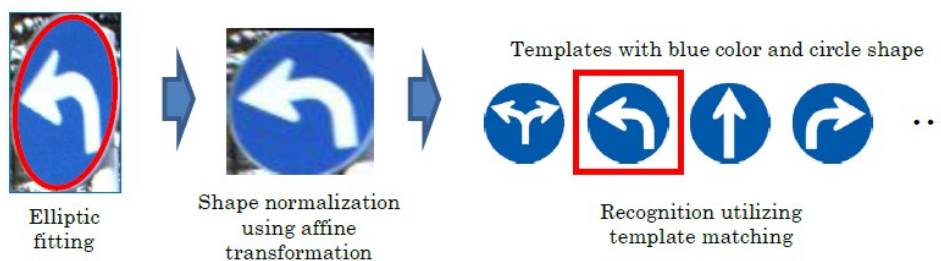 Templates with blue color and circle shape
..
Elliptic
fitting
Shape normalization
using affine
transformation
Recognition utilizing
template matching